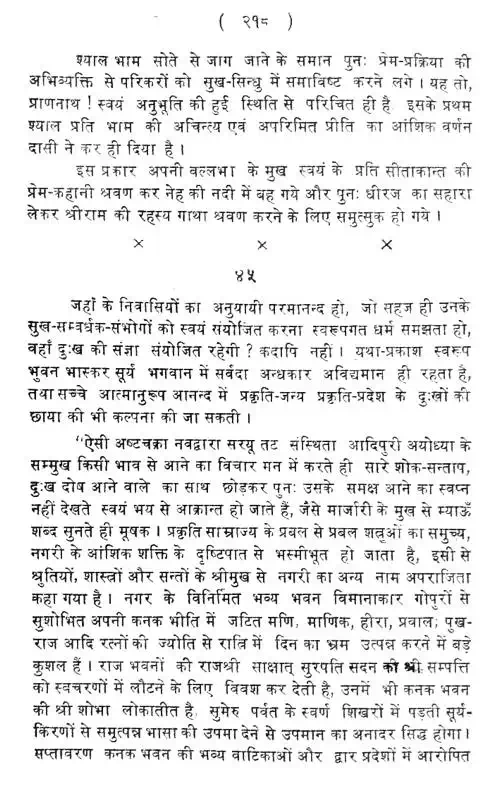 ( २१८ )
श्याल भाम सोते से जाग जाने के समान पुनः प्रेम-प्रक्रिया की
अभिव्यक्ति से परिकरों को सुख-सिन्धु में समाविष्ट करने लगे । यह तो,
प्राणनाथ ! स्वयं अनुभूति की हुई स्थिति से परिचित ही है. इसके प्रथम
श्याल प्रति भाम की अचिन्त्य एवं अपरिमित प्रीति का आंशिक वर्णन
दासी ने कर ही दिया है ।
इस प्रकार अपनी वल्लभा के मुख स्वयं के प्रति सीताकान्त की
प्रेम-कहानी श्रवण कर नेह की नदी में बह गये और पुनः धीरज का सहारा
लेकर श्रीराम की रहस्य गाथा श्रवण करने के लिए समुत्सुक हो गये ।
× × ×
४५
जहाँ के निवासियों का अनुयायी परमानन्द हो, जो सहज ही उनके
सुख-सम्वर्धक-संभोगों को स्वयं संयोजित करना स्वरूपगत धर्म समझता हो,
वहाँ दुःख की संज्ञा संयोजित रहेगी ? कदापि नहीं । यथा-प्रकाश स्वरूप
भुवन भास्कर सूर्य भगवान में सर्वदा अन्धकार अविद्यमान ही रहता है,
तथा सच्चे आत्मानुरूप आनन्द में प्रकृति-जन्य प्रकृति-प्रदेश के दुःखों की
छाया की भी कल्पना की जा सकती ।
"ऐसी अष्टचक्रा नवद्वारा सरयू तट संस्थिता आदिपुरी अयोध्या के
सम्मुख किसी भाव से आने का विचार मन में करते ही सारे शोक-सन्ताप,
दुःख दोष आने वाले का साथ छोड़कर पुनः उसके समक्ष आने का स्वप्न
नहीं देखते स्वयं भय से आक्रान्त हो जाते हैं, जैसे मार्जारी के मुख से म्याऊँ
शब्द सुनते ही मूषक । प्रकृति साम्राज्य के प्रबल से प्रबल शत्रूओं का समुच्य,
नगरी के आंशिक शक्ति के दृष्टिपात से भस्मीभूत हो जाता है, इसी से
श्रुतियों, शास्त्रों और सन्तों के श्रीमुख से नगरी का अन्य नाम अपराजिता
कहा गया है । नगर के विनिर्मित भव्य भवन विमानाकार गोपुरों से
सुशोभित अपनी कनक भीति में जटित मणि, माणिक, हीरा, प्रवाल; पुख-
राज आदि रत्नों की ज्योति से रात्रि में दिन का भ्रम उत्पन्न करने में बड़े
कुशल हैं । राज भवनों की राजश्री साक्षात् सुरपति सदन की श्री सम्पत्ति
को स्वचरणों में लौटने के लिए विवश कर देती है, उनमें भी कनक भवन
की श्री शोभा लोकातीत है. सुमेरु पर्वत के स्वर्ण शिखरों में पड़ती सूर्य-
किरणों से समुत्पन्न भासा की उपमा देने से उपमान का अनादर सिद्ध होगा ।
सप्तावरण कनक भवन की भव्य वाटिकाओं और द्वार प्रदेशों में आरोपित